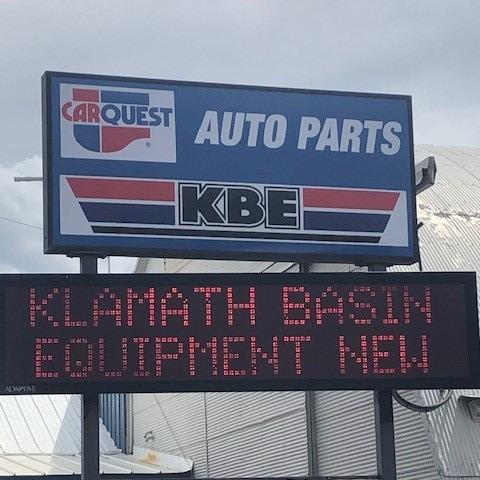 CARQUEST
®
AUTO PARTS
KBE
KLAMATH BASIN
EQUIPMENT NEW
ADAPTIVE